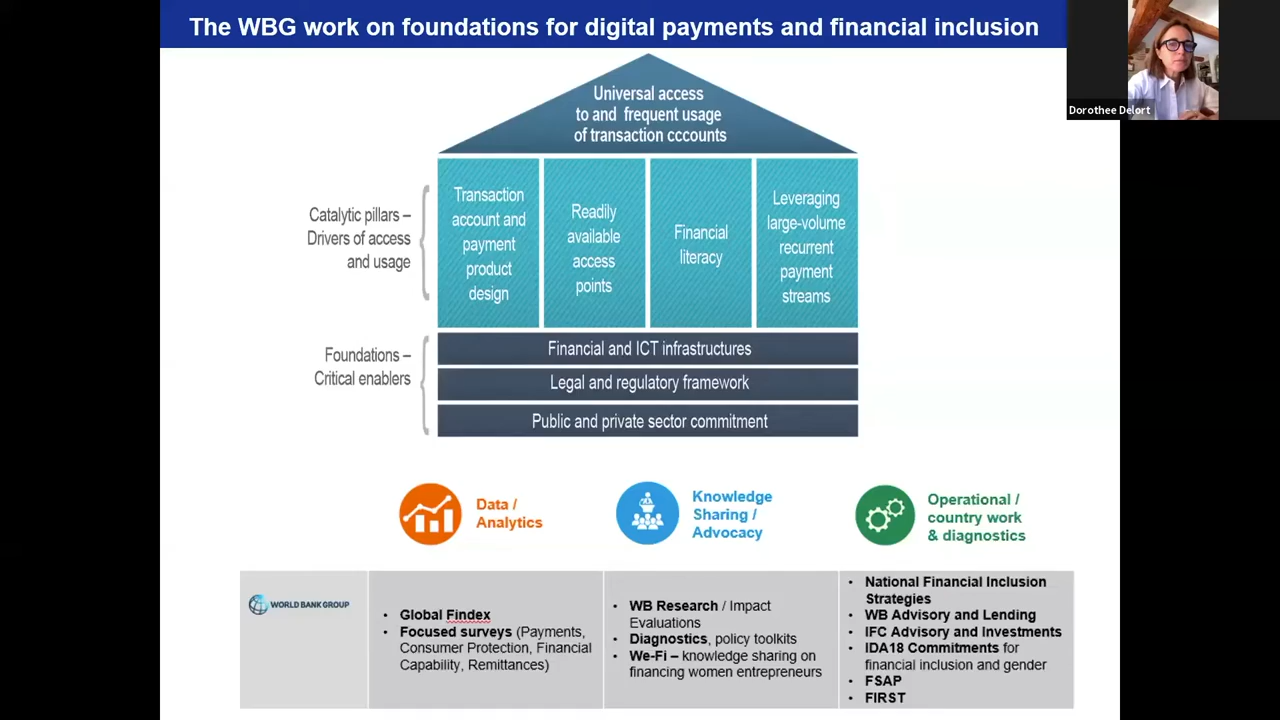 The WBG work on foundations for digital payments and financial inclusion
Dorothee Delort
Universal access
to and frequent usage
of transaction cccounts
Catalytic pillars –
Drivers of access
and usage
Transaction
account and
payment
product
design
Readily
available
access
points
Financial
literacy
Leveraging
large-volume
recurrent
payment
streams
Foundations –
Critical enablers
Financial and ICT infrastructures
Legal and regulatory framework
Public and private sector commitment
Data /
Analytics
Knowledge
Sharing /
Advocacy
Operational /
country work
& diagnostics
WORLD BANK GROUP
• Global Findex
• Focused surveys (Payments,
Consumer Protection, Financial
Capability, Remittances)
• WB Research / Impact
Evaluations
• Diagnostics, policy toolkits
• We-Fi – knowledge sharing on
financing women entrepreneurs
• National Financial Inclusion
Strategies
• WB Advisory and Lending
• IFC Advisory and Investments
• IDA18 Commitments for
financial inclusion and gender
• FSAP
• FIRST